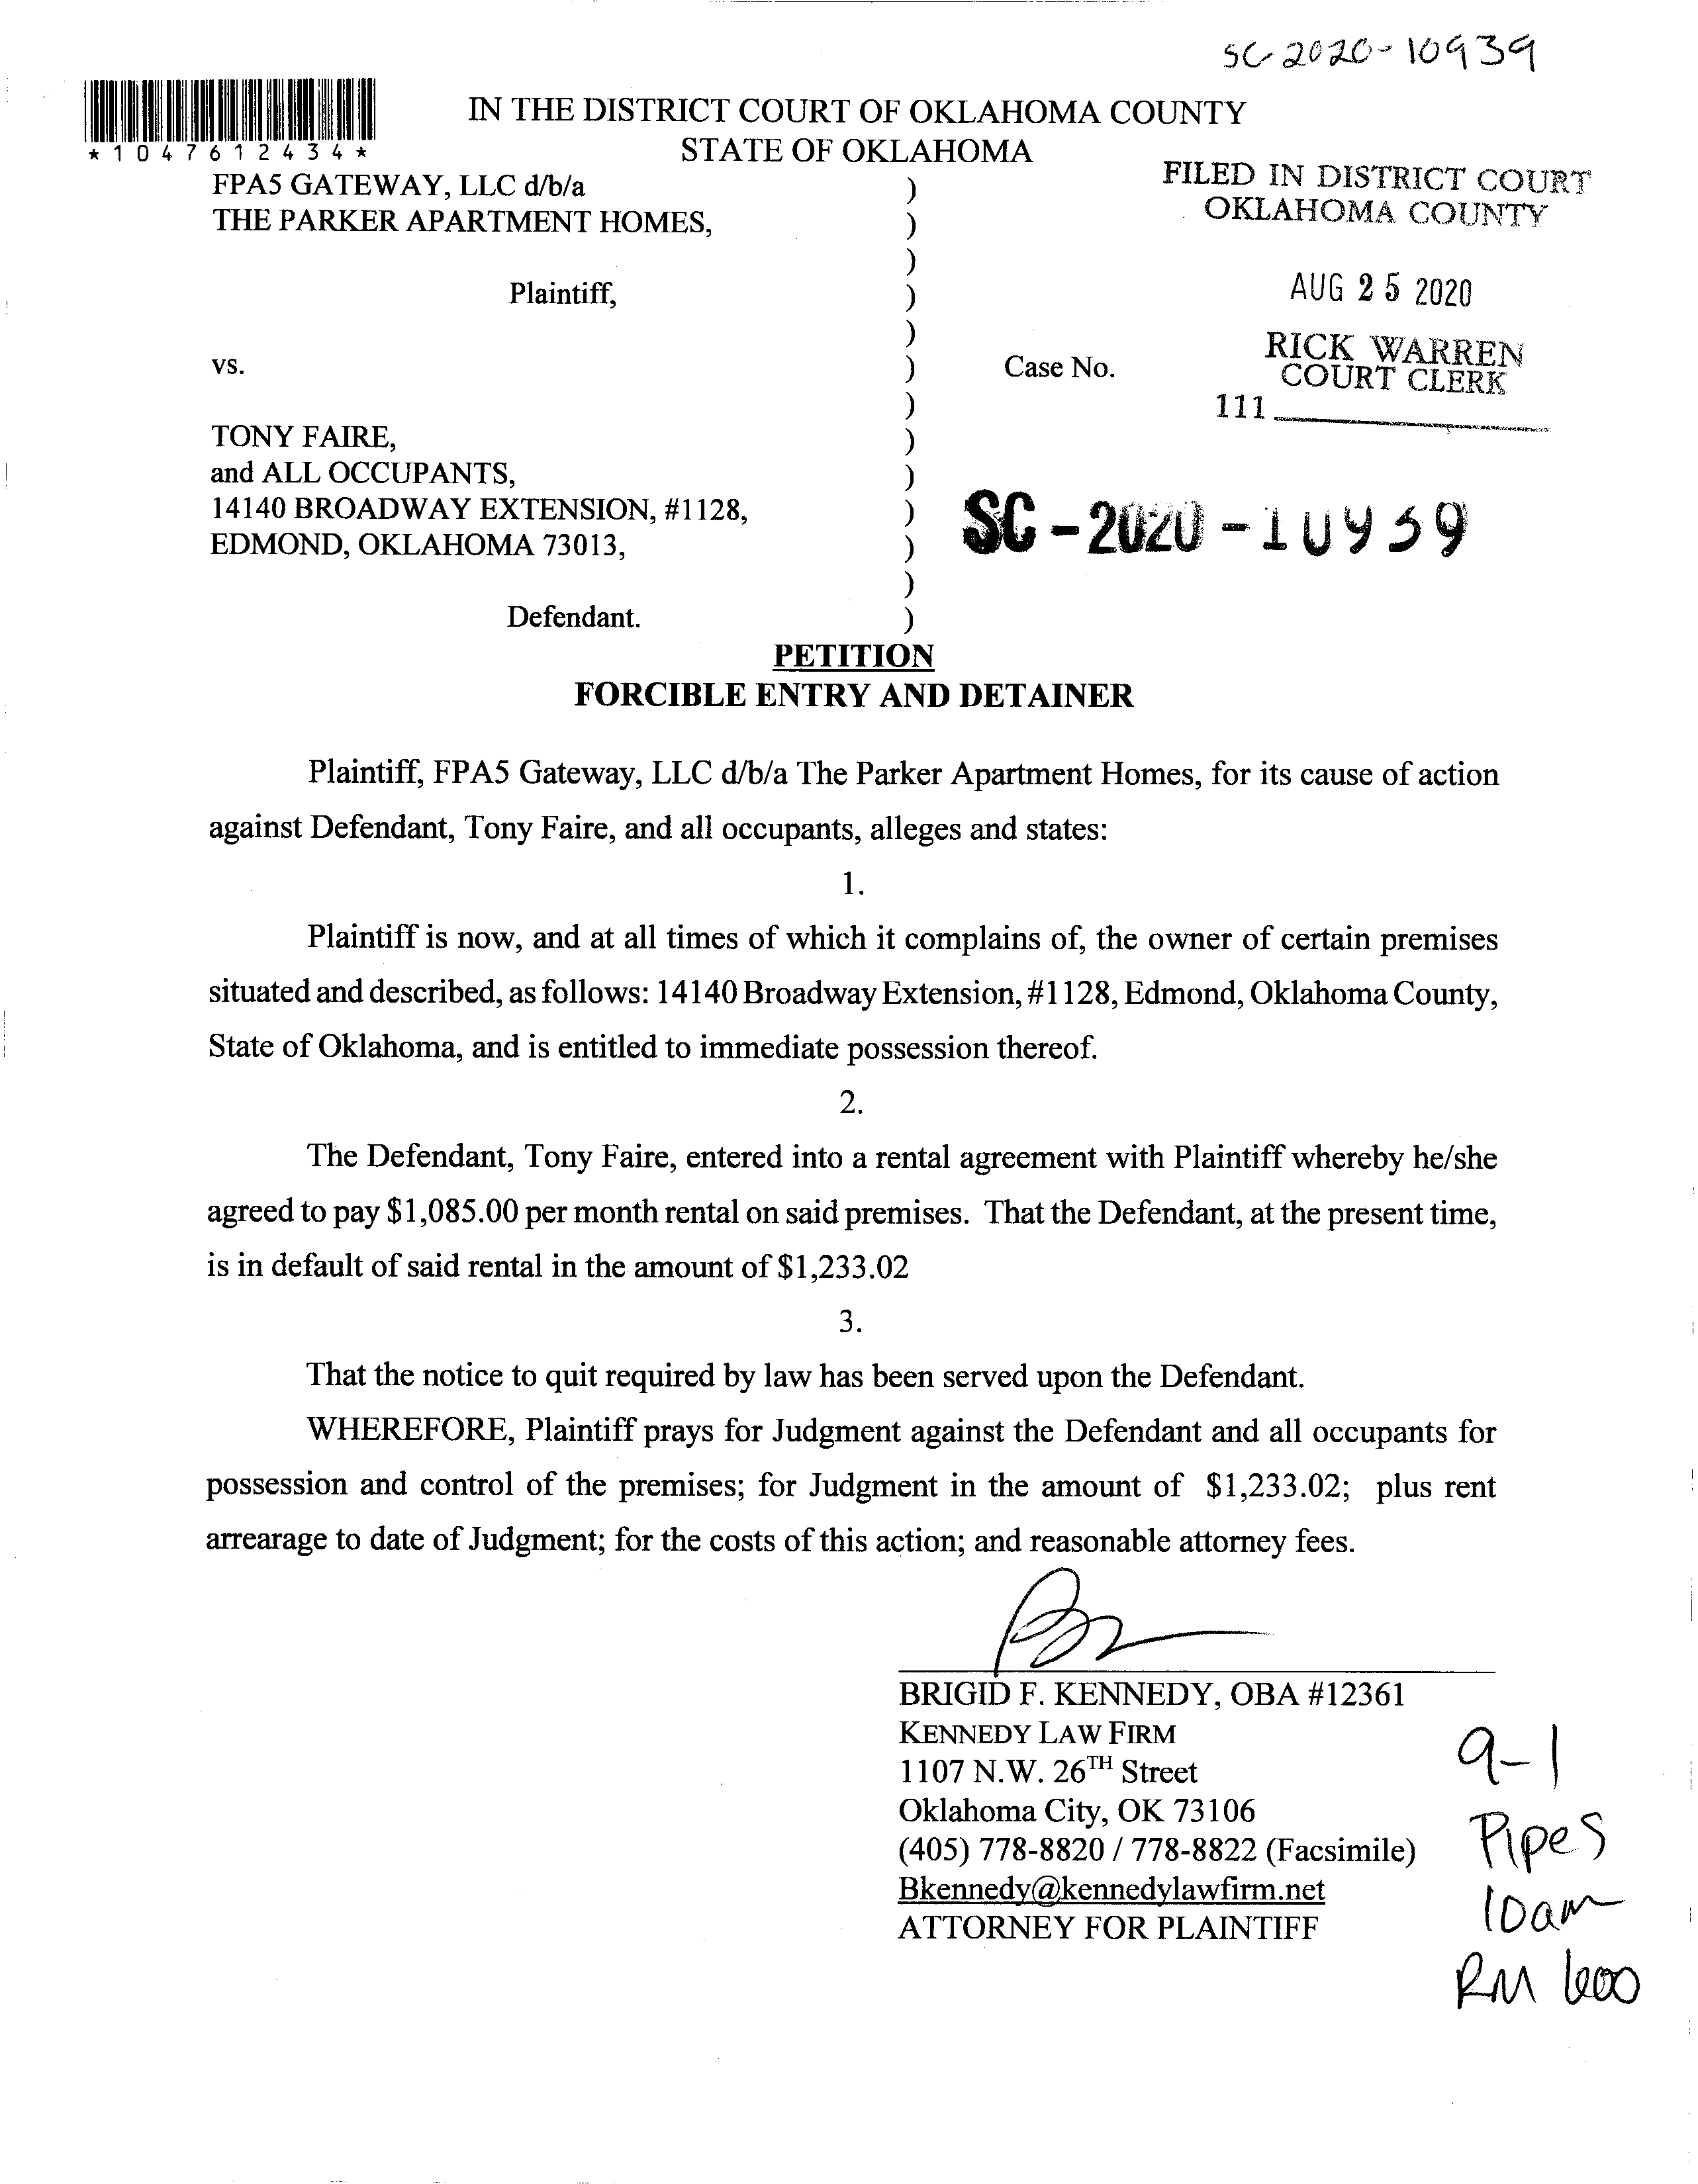 SC-2020-10939
IN THE DISTRICT COURT OF OKLAHOMA COUNTY
STATE OF OKLAHOMA
*1047612434*
FILED IN DISTRICT COURT
OKLAHOMA COUNTY
AUG 25 2020
RICK WARREN
COURT CLERK
111
FPA5 GATEWAY, LLC d/b/a )
THE PARKER APARTMENT HOMES, )
)
Plaintiff, )
)
vs. ) Case No.
)
TONY FAIRE, )
and ALL OCCUPANTS, )
14140 BROADWAY EXTENSION, #1128, ) SC-2020-10939
EDMOND, OKLAHOMA 73013, )
)
Defendant. )
PETITION
FORCIBLE ENTRY AND DETAINER
Plaintiff, FPA5 Gateway, LLC d/b/a The Parker Apartment Homes, for its cause of action
against Defendant, Tony Faire, and all occupants, alleges and states:
1.
Plaintiff is now, and at all times of which it complains of, the owner of certain premises
situated and described, as follows: 14140 Broadway Extension, #1128, Edmond, Oklahoma County,
State of Oklahoma, and is entitled to immediate possession thereof.
2.
The Defendant, Tony Faire, entered into a rental agreement with Plaintiff whereby he/she
agreed to pay $1,085.00 per month rental on said premises. That the Defendant, at the present time,
is in default of said rental in the amount of $1,233.02
3.
That the notice to quit required by law has been served upon the Defendant.
WHEREFORE, Plaintiff prays for Judgment against the Defendant and all occupants for
possession and control of the premises; for Judgment in the amount of $1,233.02; plus rent
arrearage to date of Judgment; for the costs of this action; and reasonable attorney fees.
BRIGID F. KENNEDY, OBA #12361
KENNEDY LAW FIRM
1107 N.W. 26TH Street
Oklahoma City, OK 73106
(405) 778-8820 / 778-8822 (Facsimile)
Bkennedy@kennedylawfirm.net
ATTORNEY FOR PLAINTIFF
9-1
Pipes
10am
RM 600